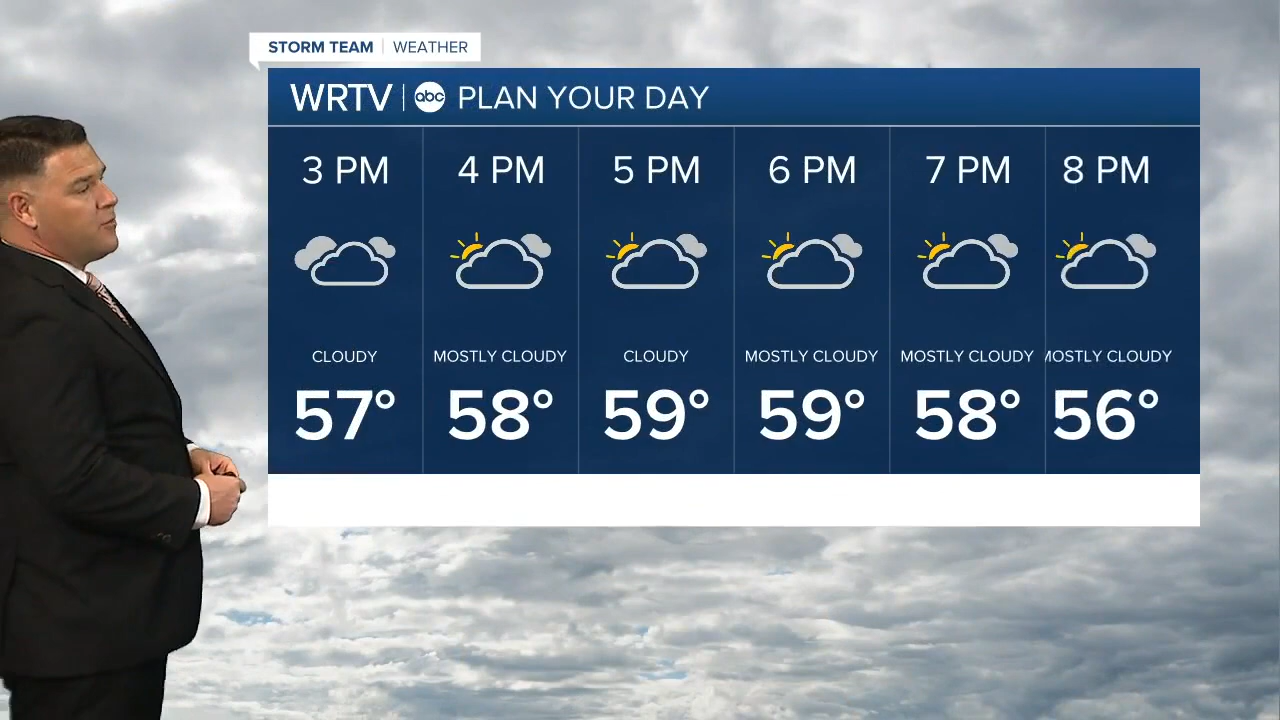 STORM TEAM | WEATHER
WRTV | abc PLAN YOUR DAY
3 PM 4 PM 5 PM 6 PM 7 PM 8 PM
CLOUDY MOSTLY CLOUDY CLOUDY MOSTLY CLOUDY MOSTLY CLOUDY MOSTLY CLOUDY
57° 58° 59° 59° 58° 56°